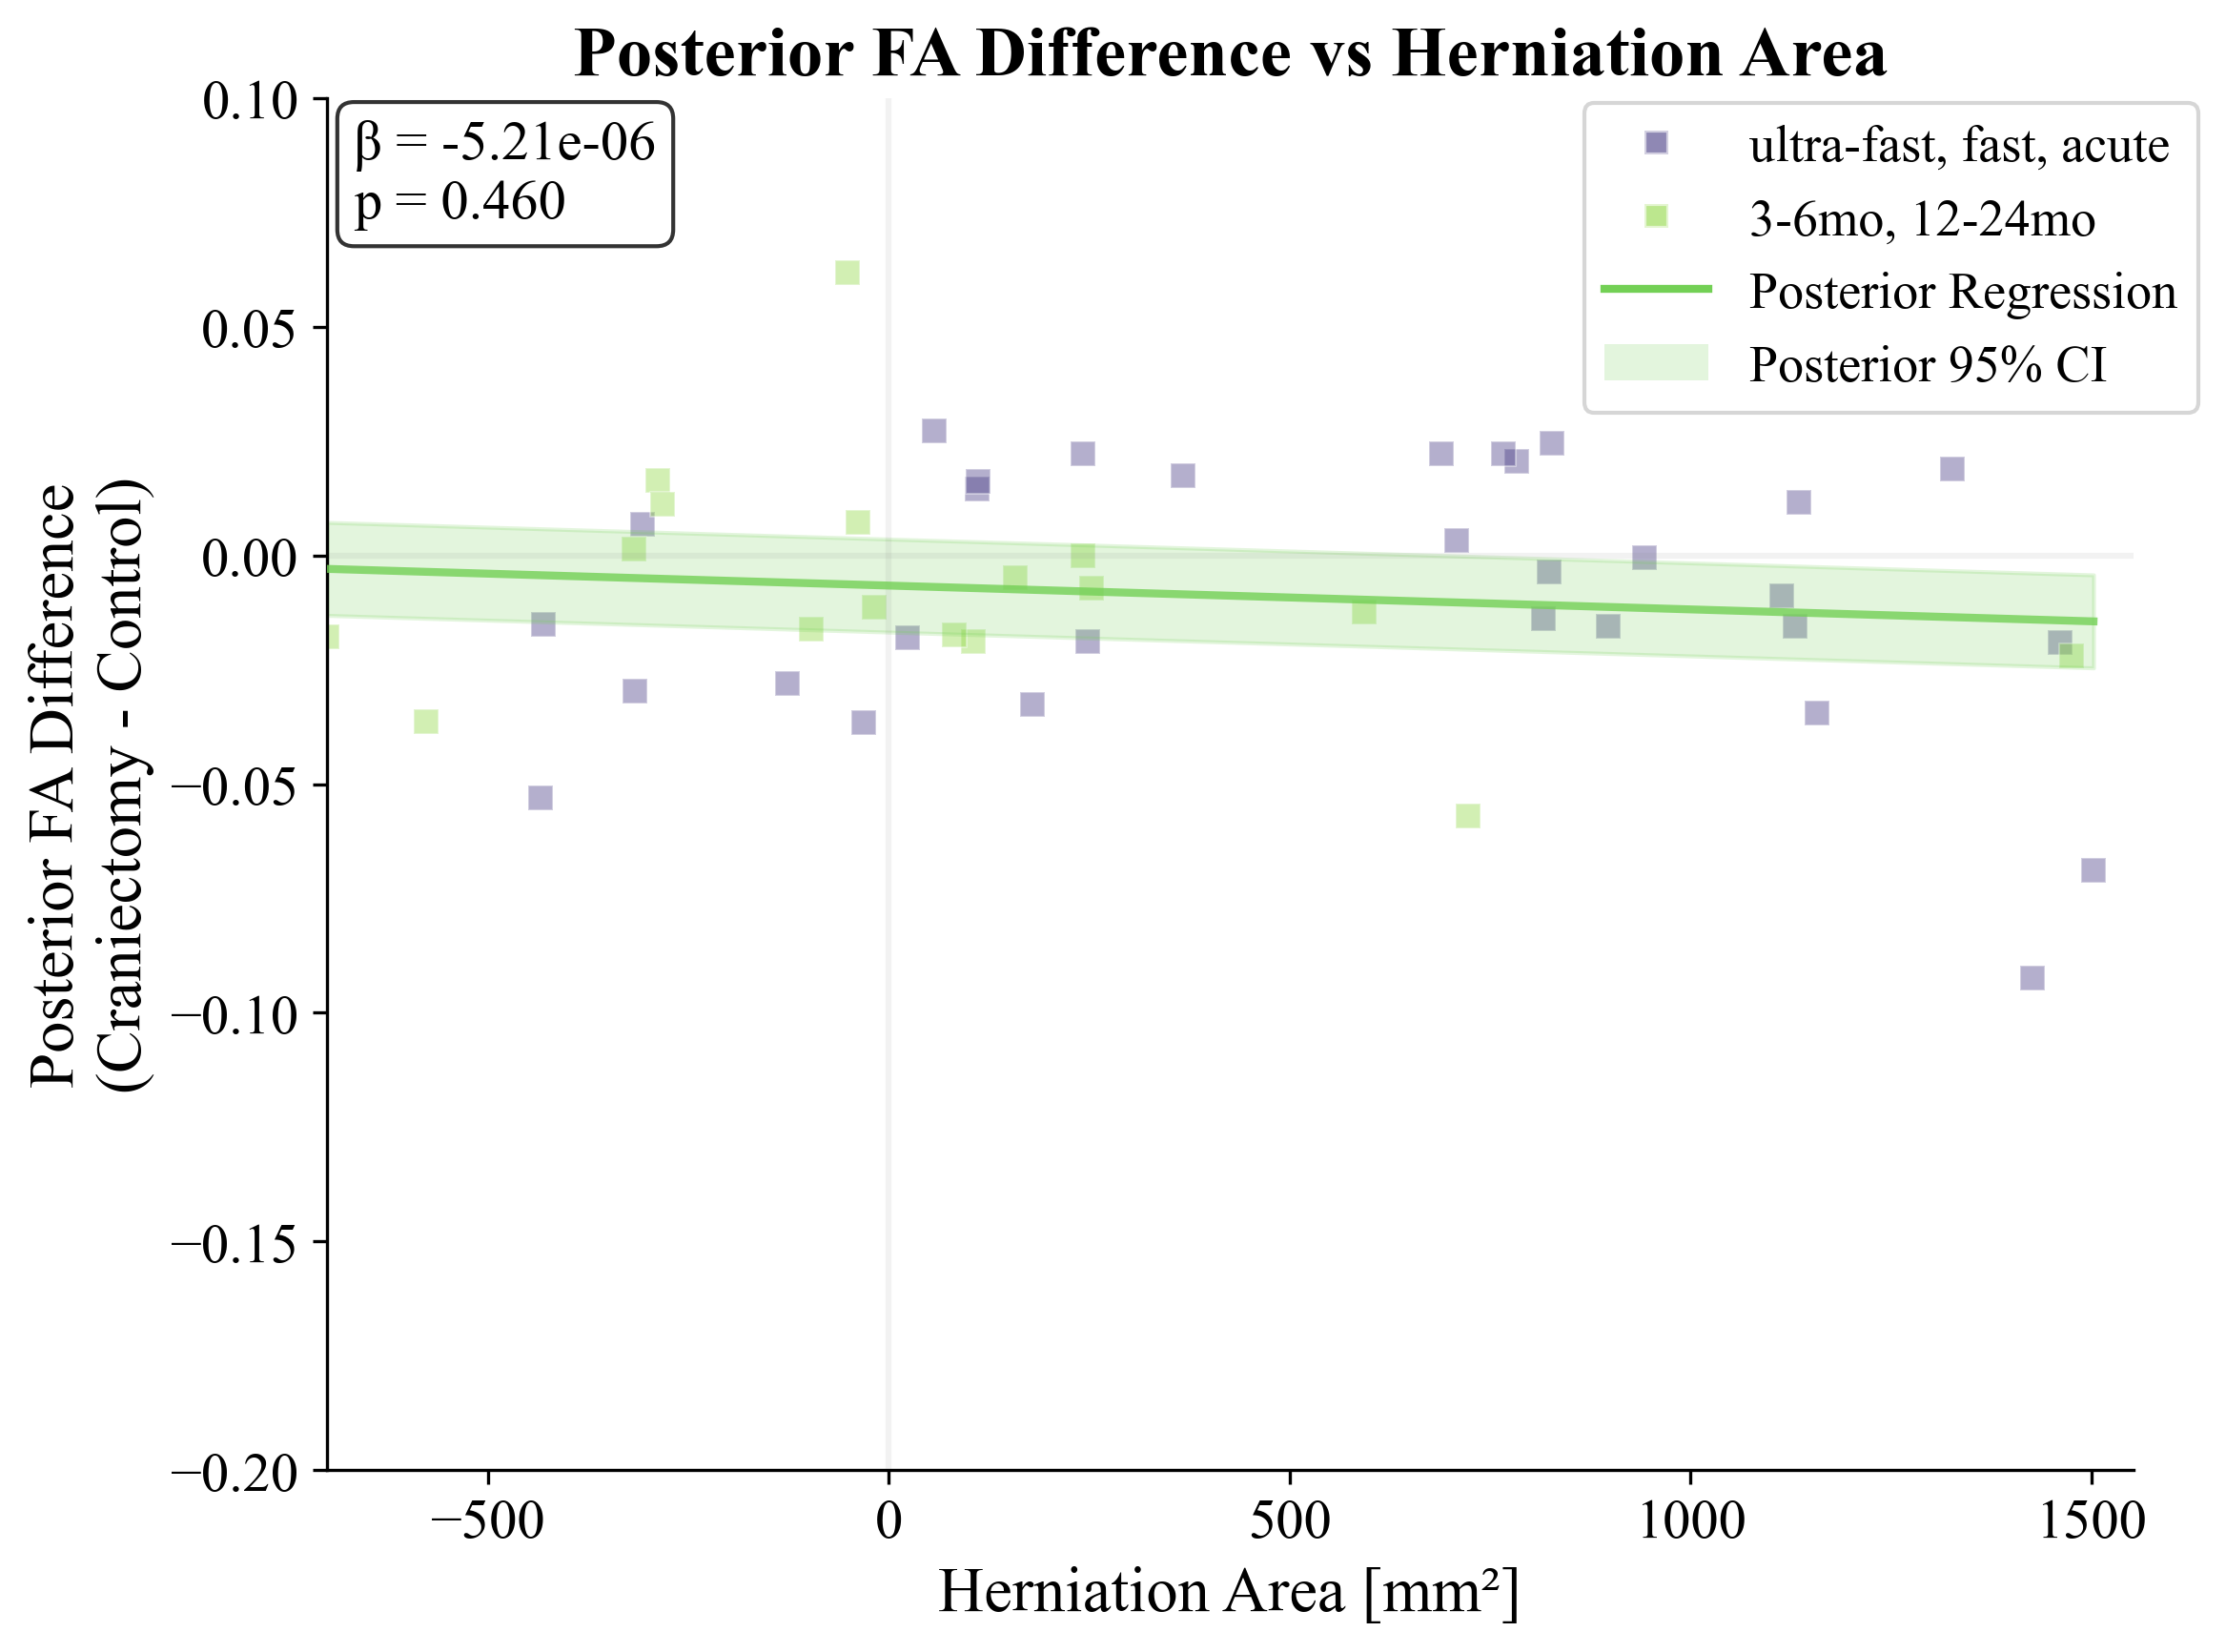 Posterior FA Difference vs Herniation Area
β = -5.21e-06
p = 0.460
ultra-fast, fast, acute
3-6mo, 12-24mo
Posterior Regression
Posterior 95% CI
Posterior FA Difference
(Craniectomy - Control)
0.10
0.05
0.00
−0.05
−0.10
−0.15
−0.20
−500
0
500
1000
1500
Herniation Area [mm²]